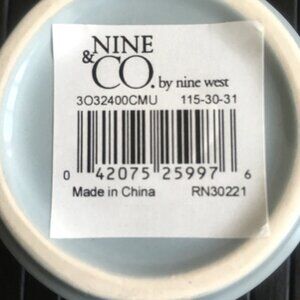 NINE
& CO. by nine west
3O32400CMU 115-30-31
0 42075 25997 6
Made in China RN30221